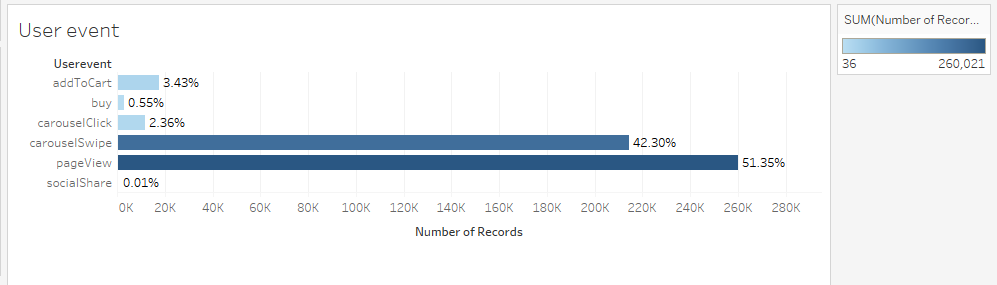 User event
Userevent
addToCart 3.43%
buy 0.55%
carouselClick 2.36%
carouselSwipe 42.30%
pageView 51.35%
socialShare 0.01%
0K 20K 40K 60K 80K 100K 120K 140K 160K 180K 200K 220K 240K 260K 280K
Number of Records
SUM(Number of Recor...
36 260,021